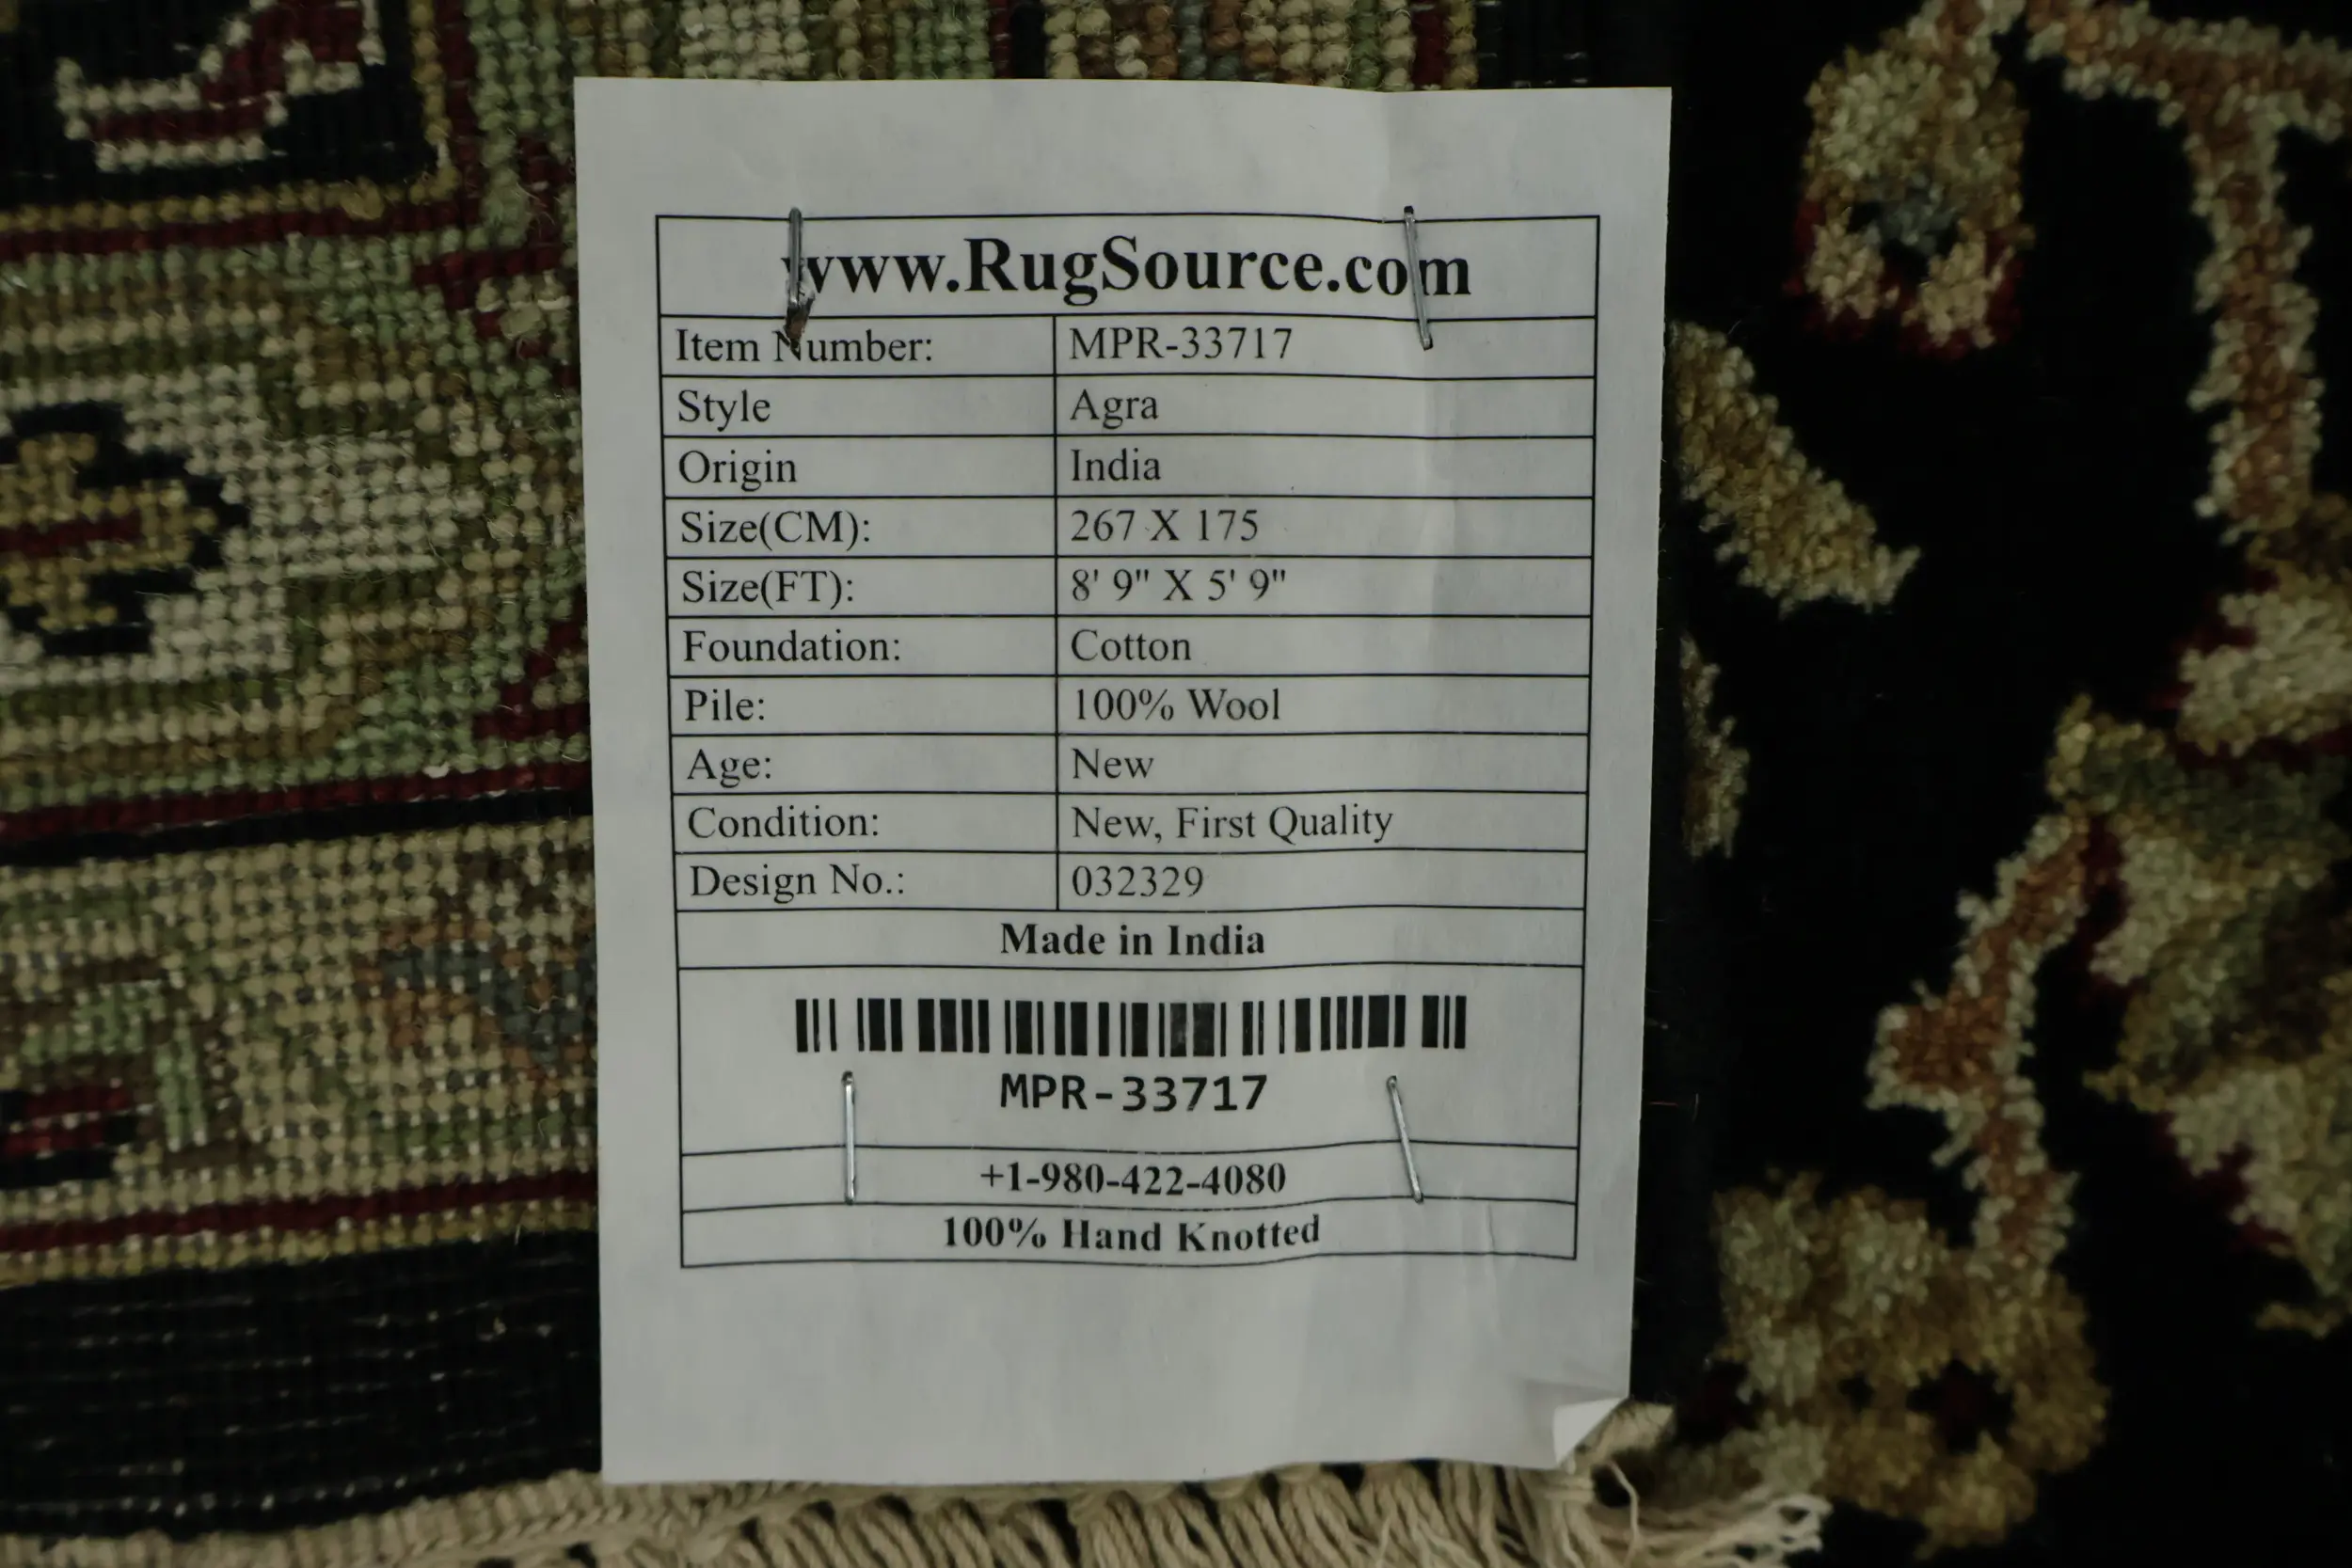 www.RugSource.com
Item Number: MPR-33717
Style Agra
Origin India
Size(CM): 267 X 175
Size(FT): 8' 9" X 5' 9"
Foundation: Cotton
Pile: 100% Wool
Age: New
Condition: New, First Quality
Design No.: 032329
Made in India
MPR-33717
+1-980-422-4080
100% Hand Knotted